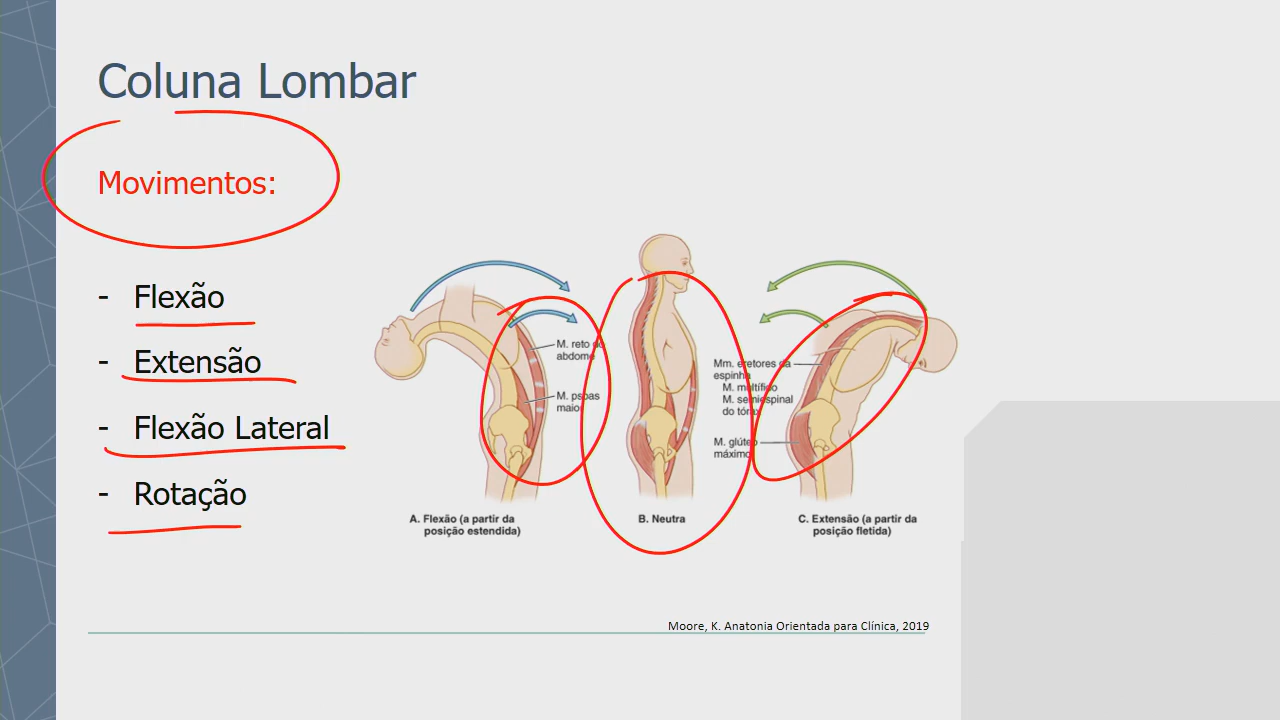 Coluna Lombar
Movimentos:
- Flexão
- Extensão
- Flexão Lateral
- Rotação
M. reto do
abdome
M. psoas
maior
A. Flexão (a partir da
posição estendida)
B. Neutra
Mm. eretores da
espinha
M. multífido
M. semiespinal
do tórax
M. glúteo
máximo
C. Extensão (a partir da
posição fletida)
Moore, K. Anatonia Orientada para Clínica, 2019